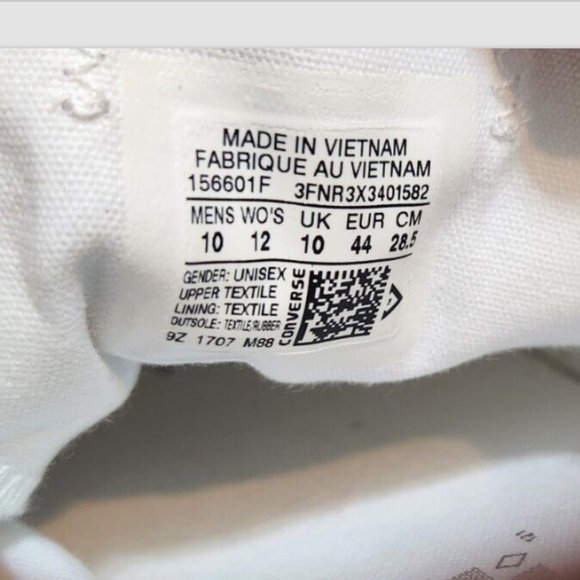 MADE IN VIETNAM
FABRIQUE AU VIETNAM
156601F 3FNR3X3401582
MENS WO'S UK EUR CM
10 12 10 44 28.5
GENDER: UNISEX
UPPER TEXTILE
LINING: TEXTILE
OUTSOLE: TEXTILE/RUBBER
9Z 1707 M88
CONVERSE